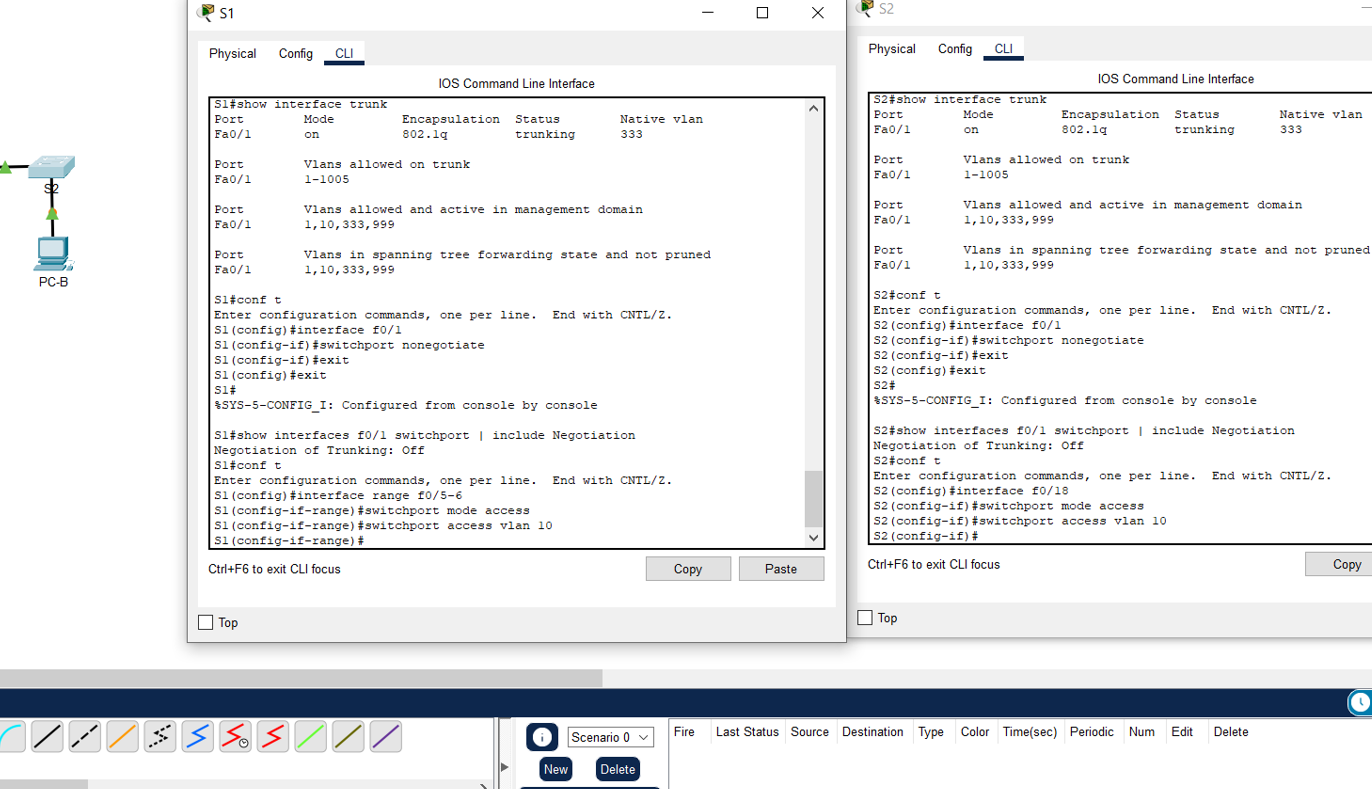 S1
Physical Config CLI
IOS Command Line Interface
S1#show interface trunk
Port Mode Encapsulation Status Native vlan
Fa0/1 on 802.1q trunking 333
Port Vlans allowed on trunk
Fa0/1 1-1005
Port Vlans allowed and active in management domain
Fa0/1 1,10,333,999
Port Vlans in spanning tree forwarding state and not pruned
Fa0/1 1,10,333,999
S1#conf t
Enter configuration commands, one per line. End with CNTL/Z.
S1(config)#interface f0/1
S1(config-if)#switchport nonegotiate
S1(config-if)#exit
S1(config)#exit
S1#
%SYS-5-CONFIG_I: Configured from console by console
S1#show interfaces f0/1 switchport | include Negotiation
Negotiation of Trunking: Off
S1#conf t
Enter configuration commands, one per line. End with CNTL/Z.
S1(config)#interface range f0/5-6
S1(config-if-range)#switchport mode access
S1(config-if-range)#switchport access vlan 10
S1(config-if-range)#
Ctrl+F6 to exit CLI focus
Copy Paste
Top
S2
Physical Config CLI
IOS Command Line Interface
S2#show interface trunk
Port Mode Encapsulation Status Native vlan
Fa0/1 on 802.1q trunking 333
Port Vlans allowed on trunk
Fa0/1 1-1005
Port Vlans allowed and active in management domain
Fa0/1 1,10,333,999
Port Vlans in spanning tree forwarding state and not pruned
Fa0/1 1,10,333,999
S2#conf t
Enter configuration commands, one per line. End with CNTL/Z.
S2(config)#interface f0/1
S2(config-if)#switchport nonegotiate
S2(config-if)#exit
S2(config)#exit
S2#
%SYS-5-CONFIG_I: Configured from console by console
S2#show interfaces f0/1 switchport | include Negotiation
Negotiation of Trunking: Off
S2#conf t
Enter configuration commands, one per line. End with CNTL/Z.
S2(config)#interface f0/18
S2(config-if)#switchport mode access
S2(config-if)#switchport access vlan 10
S2(config-if)#
Ctrl+F6 to exit CLI focus
Copy
Top
S2
PC-B
Scenario 0
New Delete
Fire Last Status Source Destination Type Color Time(sec) Periodic Num Edit Delete